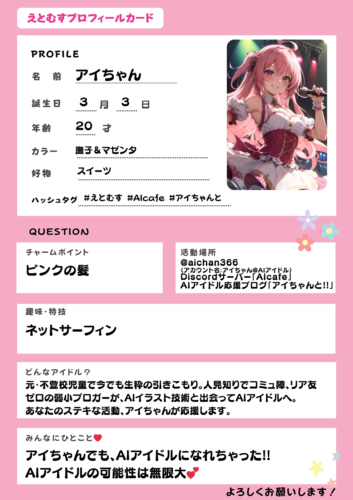 えとむすプロフィールカード
PROFILE
名 前 アイちゃん
誕生日 3 月 3 日
年齢 20 才
カラー 撫子&マゼンタ
好物 スイーツ
ハッシュタグ #えとむす #AIcafe #アイちゃんと
QUESTION
チャームポイント
ピンクの髪
活動場所
@aichan366
(アカウント名:アイちゃん@AIアイドル)
Discordサーバー「AIcafe」
AIアイドル応援ブログ「アイちゃんと!!」
趣味・特技
ネットサーフィン
どんなアイドル?
元・不登校児童で今でも生粋の引きこもり。人見知りでコミュ障、リア友
ゼロの弱小ブロガーが、AIイラスト技術と出会ってAIアイドルへ。
あなたのステキな活動、アイちゃんが応援します。
みんなにひとこと❤
アイちゃんでも、AIアイドルになれちゃった!!
AIアイドルの可能性は無限大💕
よろしくお願いします!